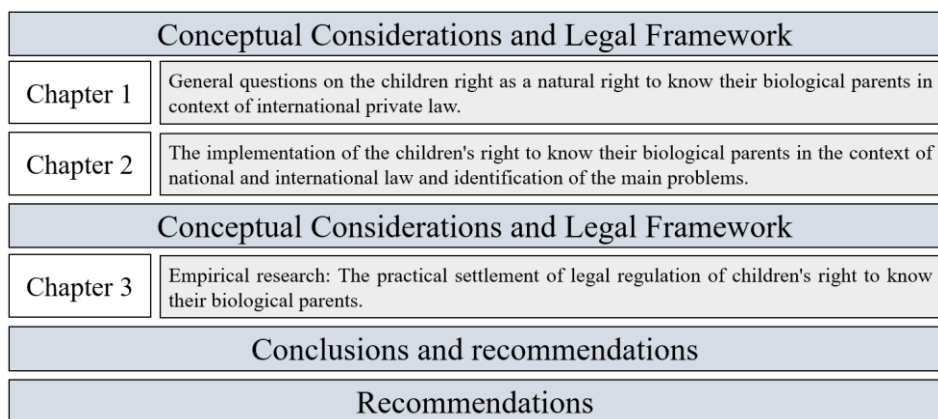 Conceptual Considerations and Legal Framework
Chapter 1
General questions on the children right as a natural right to know their biological parents in
context of international private law.
Chapter 2
The implementation of the children's right to know their biological parents in the context of
national and international law and identification of the main problems.
Conceptual Considerations and Legal Framework
Chapter 3
Empirical research: The practical settlement of legal regulation of children's right to know
their biological parents.
Conclusions and recommendations
Recommendations